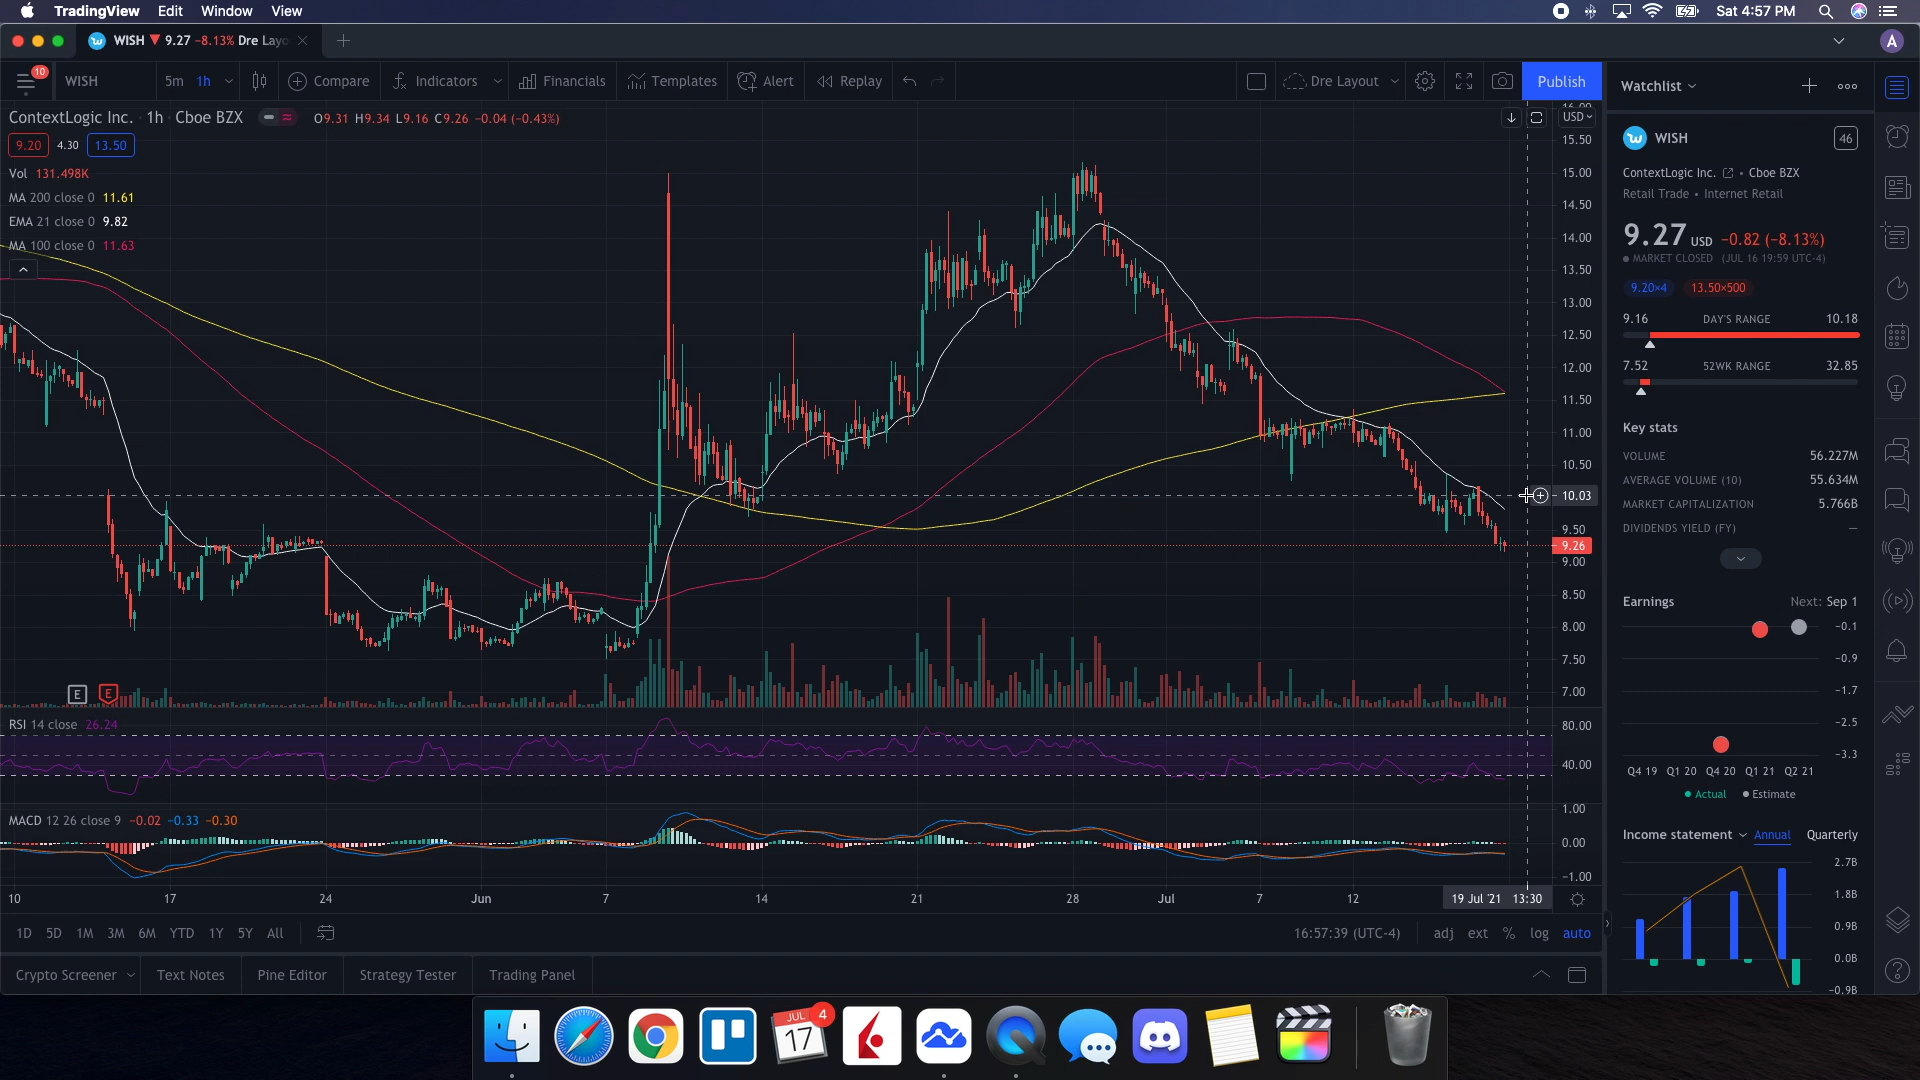 TradingView Edit Window View Sat 4:57 PM
WISH ▼ 9.27 −8.13% Dre Layo A
10 WISH 5m 1h Compare Indicators Financials Templates Alert Replay Dre Layout Publish Watchlist
ContextLogic Inc. · 1h · Cboe BZX O9.31 H9.34 L9.16 C9.26 −0.04 (−0.43%)
9.20 4.30 13.50
Vol 131.498K
MA 200 close 0 11.61
EMA 21 close 0 9.82
MA 100 close 0 11.63
16.00
USD
15.50
15.00
14.50
14.00
13.50
13.00
12.50
12.00
11.50
11.00
10.50
10.03
9.50
9.26
9.00
8.50
8.00
7.50
7.00
E E
RSI 14 close 26.24
80.00
40.00
MACD 12 26 close 9 −0.02 −0.33 −0.30
1.00
0.00
−1.00
10 17 24 Jun 7 14 21 28 Jul 7 12 19 Jul '21 13:30
1D 5D 1M 3M 6M YTD 1Y 5Y All 16:57:39 (UTC-4) adj ext % log auto
Crypto Screener Text Notes Pine Editor Strategy Tester Trading Panel
WISH 46
ContextLogic Inc. • Cboe BZX
Retail Trade • Internet Retail
9.27 USD −0.82 (−8.13%)
MARKET CLOSED (JUL 16 19:59 UTC-4)
9.20×4 13.50×500
9.16 DAY'S RANGE 10.18
7.52 52WK RANGE 32.85
Key stats
VOLUME 56.227M
AVERAGE VOLUME (10) 55.634M
MARKET CAPITALIZATION 5.766B
DIVIDENDS YIELD (FY) —
Earnings Next: Sep 1
−0.1
−0.9
−1.7
−2.5
−3.3
Q4 19 Q1 20 Q4 20 Q1 21 Q2 21
Actual Estimate
Income statement Annual Quarterly
2.7B
1.8B
0.9B
0.0B
−0.9B
JUL
17
4